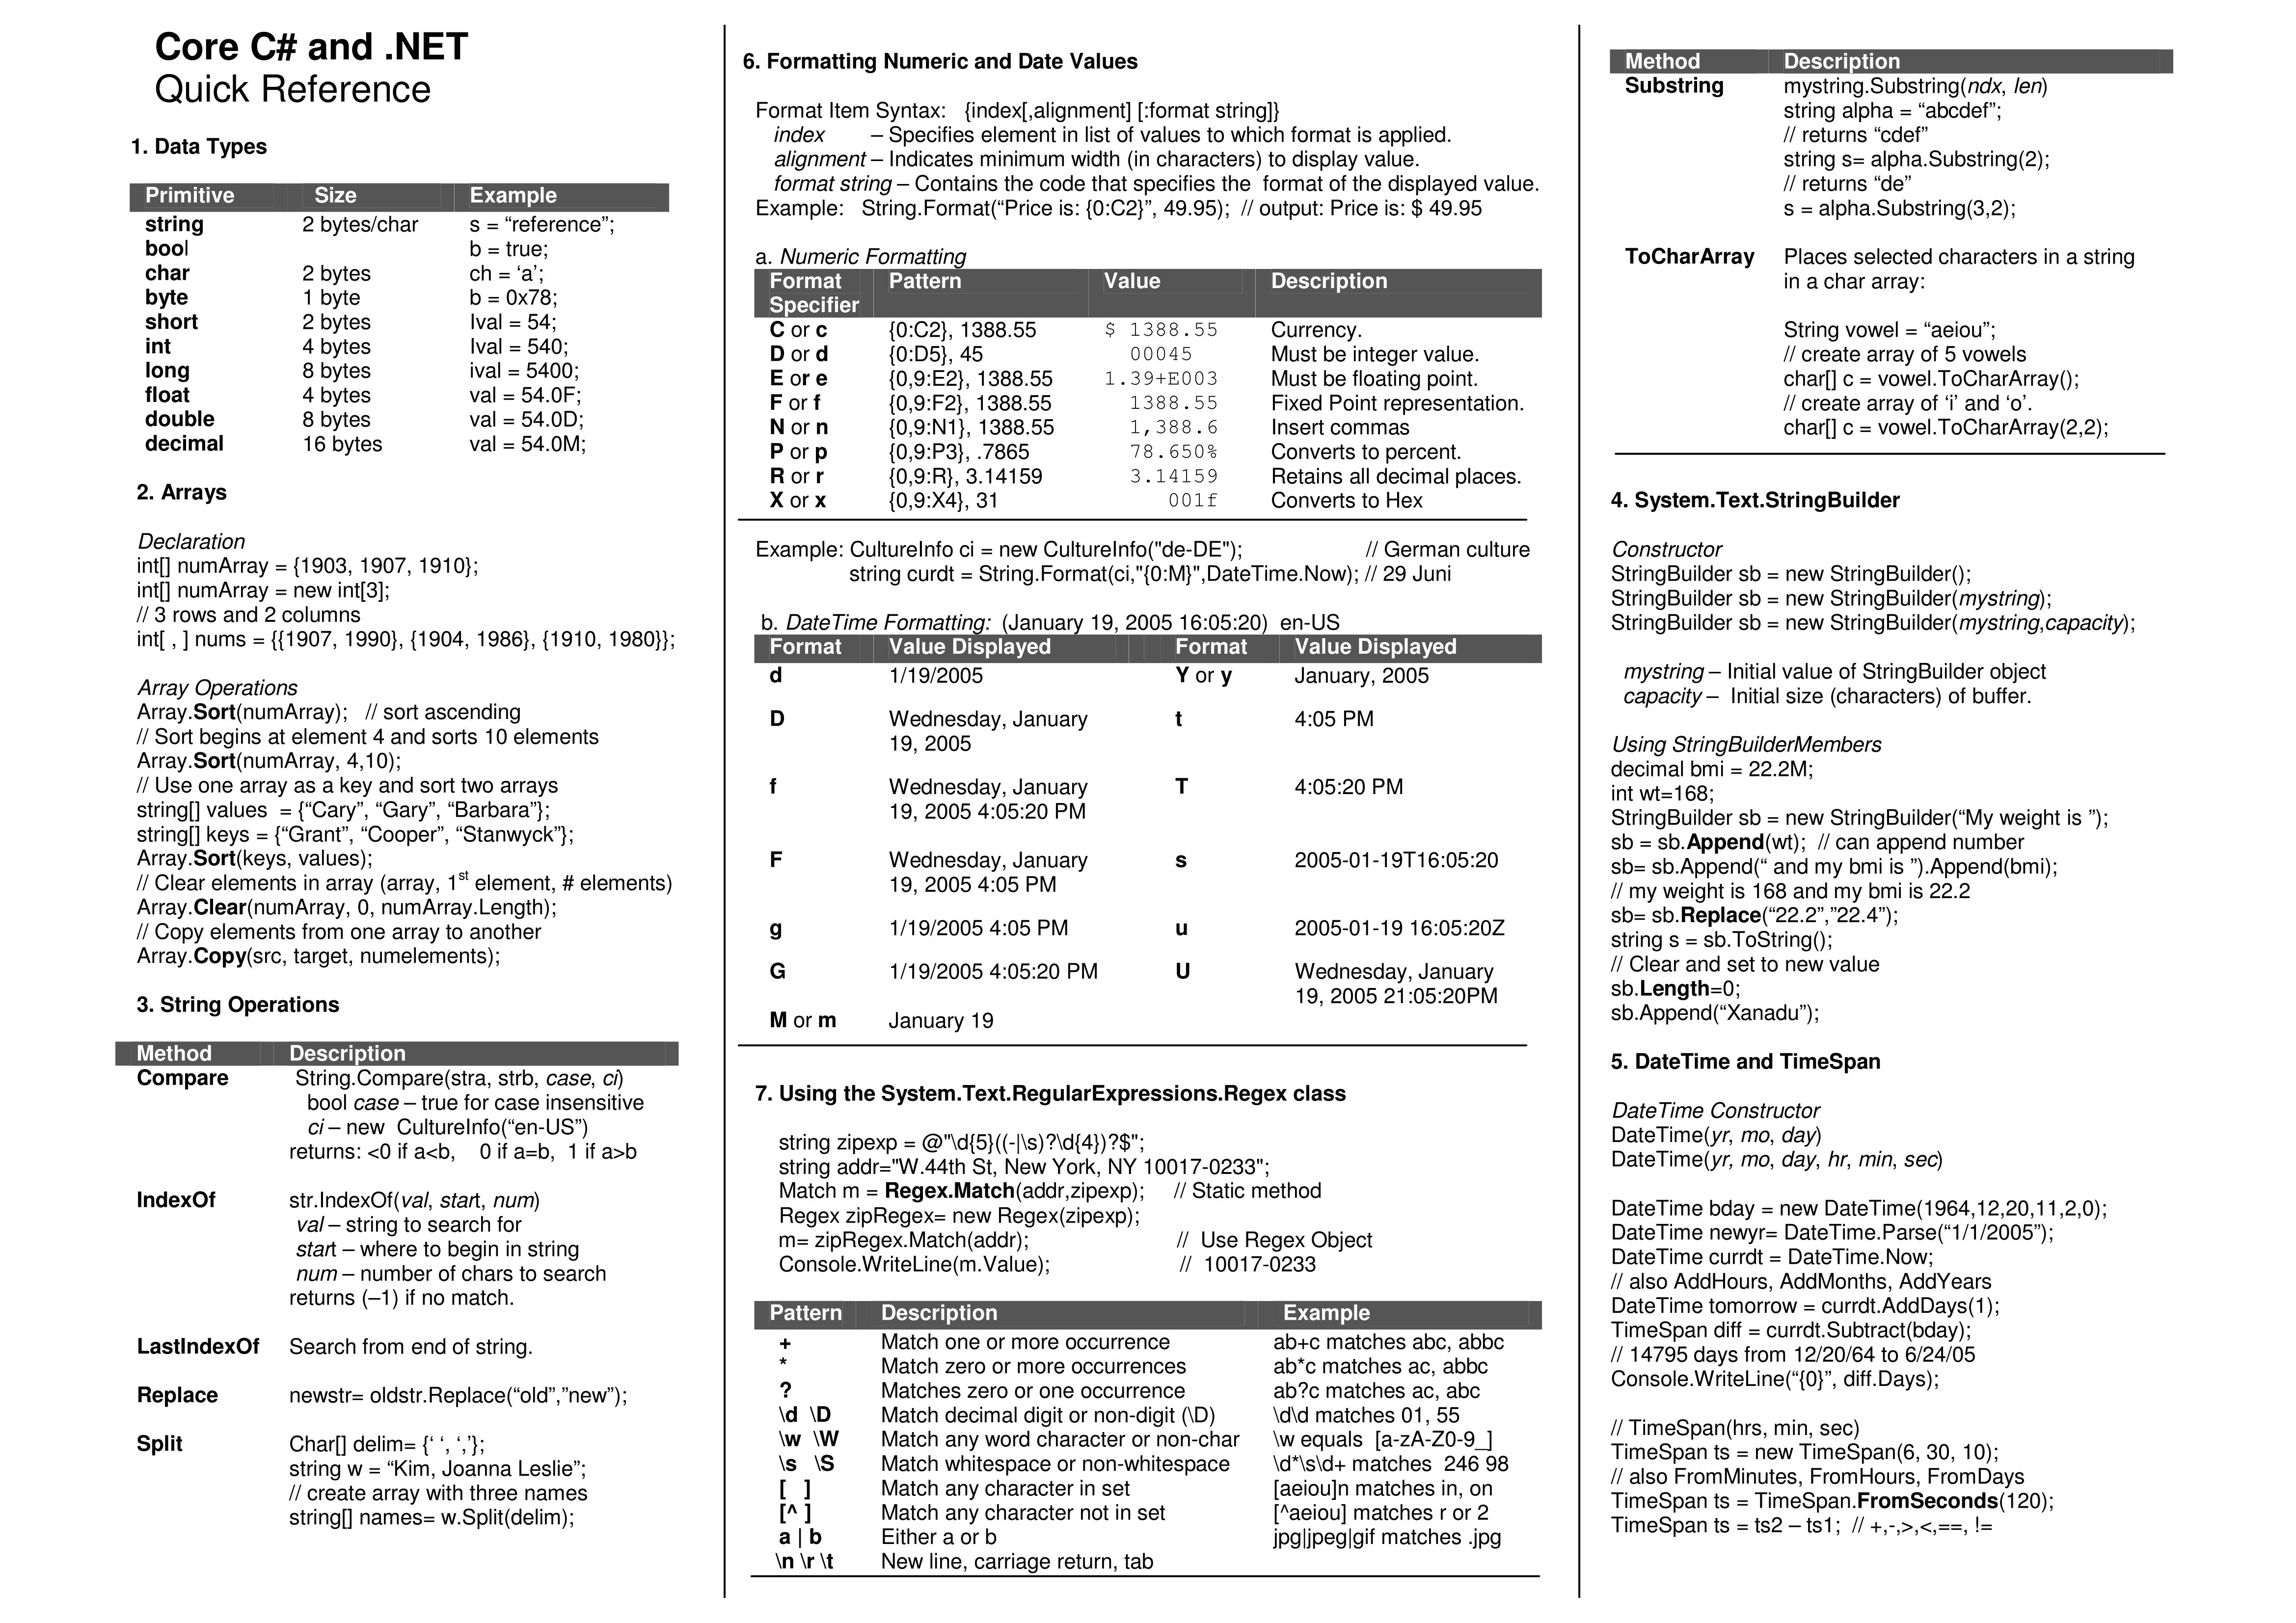 Core C# and .NET
Quick Reference
1. Data Types
Primitive Size Example
string 2 bytes/char s = “reference”;
bool b = true;
char 2 bytes ch = ‘a’;
byte 1 byte b = 0x78;
short 2 bytes Ival = 54;
int 4 bytes Ival = 540;
long 8 bytes ival = 5400;
float 4 bytes val = 54.0F;
double 8 bytes val = 54.0D;
decimal 16 bytes val = 54.0M;
2. Arrays
Declaration
int[] numArray = {1903, 1907, 1910};
int[] numArray = new int[3];
// 3 rows and 2 columns
int[ , ] nums = {{1907, 1990}, {1904, 1986}, {1910, 1980}};
Array Operations
Array.Sort(numArray); // sort ascending
// Sort begins at element 4 and sorts 10 elements
Array.Sort(numArray, 4,10);
// Use one array as a key and sort two arrays
string[] values = {“Cary”, “Gary”, “Barbara”};
string[] keys = {“Grant”, “Cooper”, “Stanwyck”};
Array.Sort(keys, values);
// Clear elements in array (array, 1st element, # elements)
Array.Clear(numArray, 0, numArray.Length);
// Copy elements from one array to another
Array.Copy(src, target, numelements);
3. String Operations
Method Description
Compare String.Compare(stra, strb, case, ci)
bool case – true for case insensitive
ci – new CultureInfo(“en-US”)
returns: <0 if a<b, 0 if a=b, 1 if a>b
IndexOf str.IndexOf(val, start, num)
val – string to search for
start – where to begin in string
num – number of chars to search
returns (–1) if no match.
LastIndexOf Search from end of string.
Replace newstr= oldstr.Replace(“old”,”new”);
Split Char[] delim= {‘ ‘, ‘,’};
string w = “Kim, Joanna Leslie”;
// create array with three names
string[] names= w.Split(delim);
6. Formatting Numeric and Date Values
Format Item Syntax: {index[,alignment] [:format string]}
index – Specifies element in list of values to which format is applied.
alignment – Indicates minimum width (in characters) to display value.
format string – Contains the code that specifies the format of the displayed value.
Example: String.Format(“Price is: {0:C2}”, 49.95); // output: Price is: $ 49.95
a. Numeric Formatting
Format Pattern Value Description
Specifier
C or c {0:C2}, 1388.55 $ 1388.55 Currency.
D or d {0:D5}, 45 00045 Must be integer value.
E or e {0,9:E2}, 1388.55 1.39+E003 Must be floating point.
F or f {0,9:F2}, 1388.55 1388.55 Fixed Point representation.
N or n {0,9:N1}, 1388.55 1,388.6 Insert commas
P or p {0,9:P3}, .7865 78.650% Converts to percent.
R or r {0,9:R}, 3.14159 3.14159 Retains all decimal places.
X or x {0,9:X4}, 31 001f Converts to Hex
Example: CultureInfo ci = new CultureInfo("de-DE"); // German culture
string curdt = String.Format(ci,"{0:M}",DateTime.Now); // 29 Juni
b. DateTime Formatting: (January 19, 2005 16:05:20) en-US
Format Value Displayed Format Value Displayed
d 1/19/2005 Y or y January, 2005
D Wednesday, January t 4:05 PM
19, 2005
f Wednesday, January T 4:05:20 PM
19, 2005 4:05:20 PM
F Wednesday, January s 2005-01-19T16:05:20
19, 2005 4:05 PM
g 1/19/2005 4:05 PM u 2005-01-19 16:05:20Z
G 1/19/2005 4:05:20 PM U Wednesday, January
19, 2005 21:05:20PM
M or m January 19
7. Using the System.Text.RegularExpressions.Regex class
string zipexp = @"\d{5}((-|\s)?\d{4})?$";
string addr="W.44th St, New York, NY 10017-0233";
Match m = Regex.Match(addr,zipexp); // Static method
Regex zipRegex= new Regex(zipexp);
m= zipRegex.Match(addr); // Use Regex Object
Console.WriteLine(m.Value); // 10017-0233
Pattern Description Example
+ Match one or more occurrence ab+c matches abc, abbc
* Match zero or more occurrences ab*c matches ac, abbc
? Matches zero or one occurrence ab?c matches ac, abc
\d \D Match decimal digit or non-digit (\D) \d\d matches 01, 55
\w \W Match any word character or non-char \w equals [a-zA-Z0-9_]
\s \S Match whitespace or non-whitespace \d*\s\d+ matches 246 98
[ ] Match any character in set [aeiou]n matches in, on
[^ ] Match any character not in set [^aeiou] matches r or 2
a | b Either a or b jpg|jpeg|gif matches .jpg
\n \r \t New line, carriage return, tab
Method Description
Substring mystring.Substring(ndx, len)
string alpha = “abcdef”;
// returns “cdef”
string s= alpha.Substring(2);
// returns “de”
s = alpha.Substring(3,2);
ToCharArray Places selected characters in a string
in a char array:
String vowel = “aeiou”;
// create array of 5 vowels
char[] c = vowel.ToCharArray();
// create array of ‘i’ and ‘o’.
char[] c = vowel.ToCharArray(2,2);
4. System.Text.StringBuilder
Constructor
StringBuilder sb = new StringBuilder();
StringBuilder sb = new StringBuilder(mystring);
StringBuilder sb = new StringBuilder(mystring,capacity);
mystring – Initial value of StringBuilder object
capacity – Initial size (characters) of buffer.
Using StringBuilderMembers
decimal bmi = 22.2M;
int wt=168;
StringBuilder sb = new StringBuilder(“My weight is ”);
sb = sb.Append(wt); // can append number
sb= sb.Append(“ and my bmi is ”).Append(bmi);
// my weight is 168 and my bmi is 22.2
sb= sb.Replace(“22.2”,”22.4”);
string s = sb.ToString();
// Clear and set to new value
sb.Length=0;
sb.Append(“Xanadu”);
5. DateTime and TimeSpan
DateTime Constructor
DateTime(yr, mo, day)
DateTime(yr, mo, day, hr, min, sec)
DateTime bday = new DateTime(1964,12,20,11,2,0);
DateTime newyr= DateTime.Parse(“1/1/2005”);
DateTime currdt = DateTime.Now;
// also AddHours, AddMonths, AddYears
DateTime tomorrow = currdt.AddDays(1);
TimeSpan diff = currdt.Subtract(bday);
// 14795 days from 12/20/64 to 6/24/05
Console.WriteLine(“{0}”, diff.Days);
// TimeSpan(hrs, min, sec)
TimeSpan ts = new TimeSpan(6, 30, 10);
// also FromMinutes, FromHours, FromDays
TimeSpan ts = TimeSpan.FromSeconds(120);
TimeSpan ts = ts2 – ts1; // +,-,>,<,==, !=